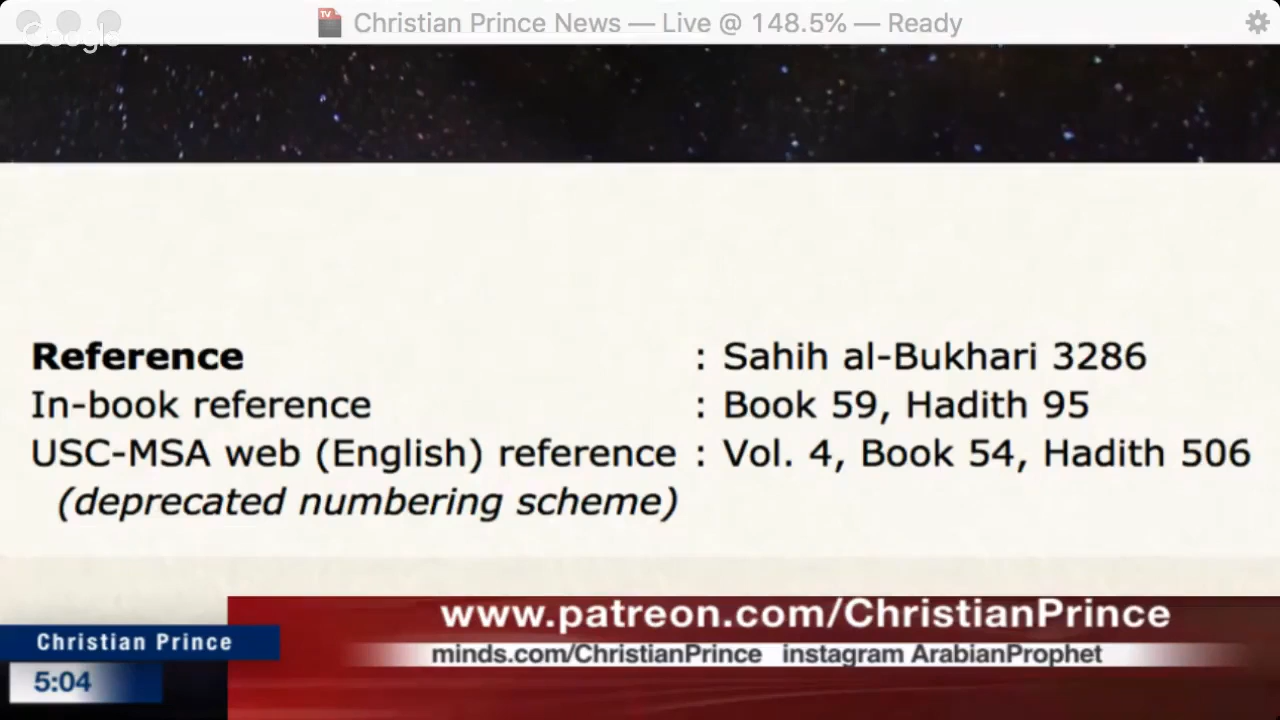 Christian Prince News — Live @ 148.5% — Ready
Google
Reference : Sahih al-Bukhari 3286
In-book reference : Book 59, Hadith 95
USC-MSA web (English) reference : Vol. 4, Book 54, Hadith 506
(deprecated numbering scheme)
www.patreon.com/ChristianPrince
Christian Prince
minds.com/ChristianPrince instagram ArabianProphet
5:04